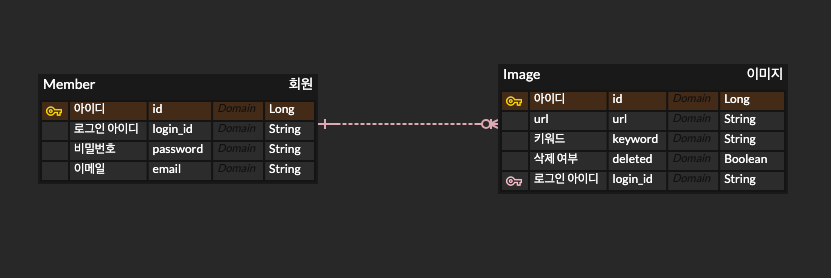 Member 회원
아이디 id Domain Long
로그인 아이디 login_id Domain String
비밀번호 password Domain String
이메일 email Domain String
Image 이미지
아이디 id Domain Long
url url Domain String
키워드 keyword Domain String
삭제 여부 deleted Domain Boolean
로그인 아이디 login_id Domain String